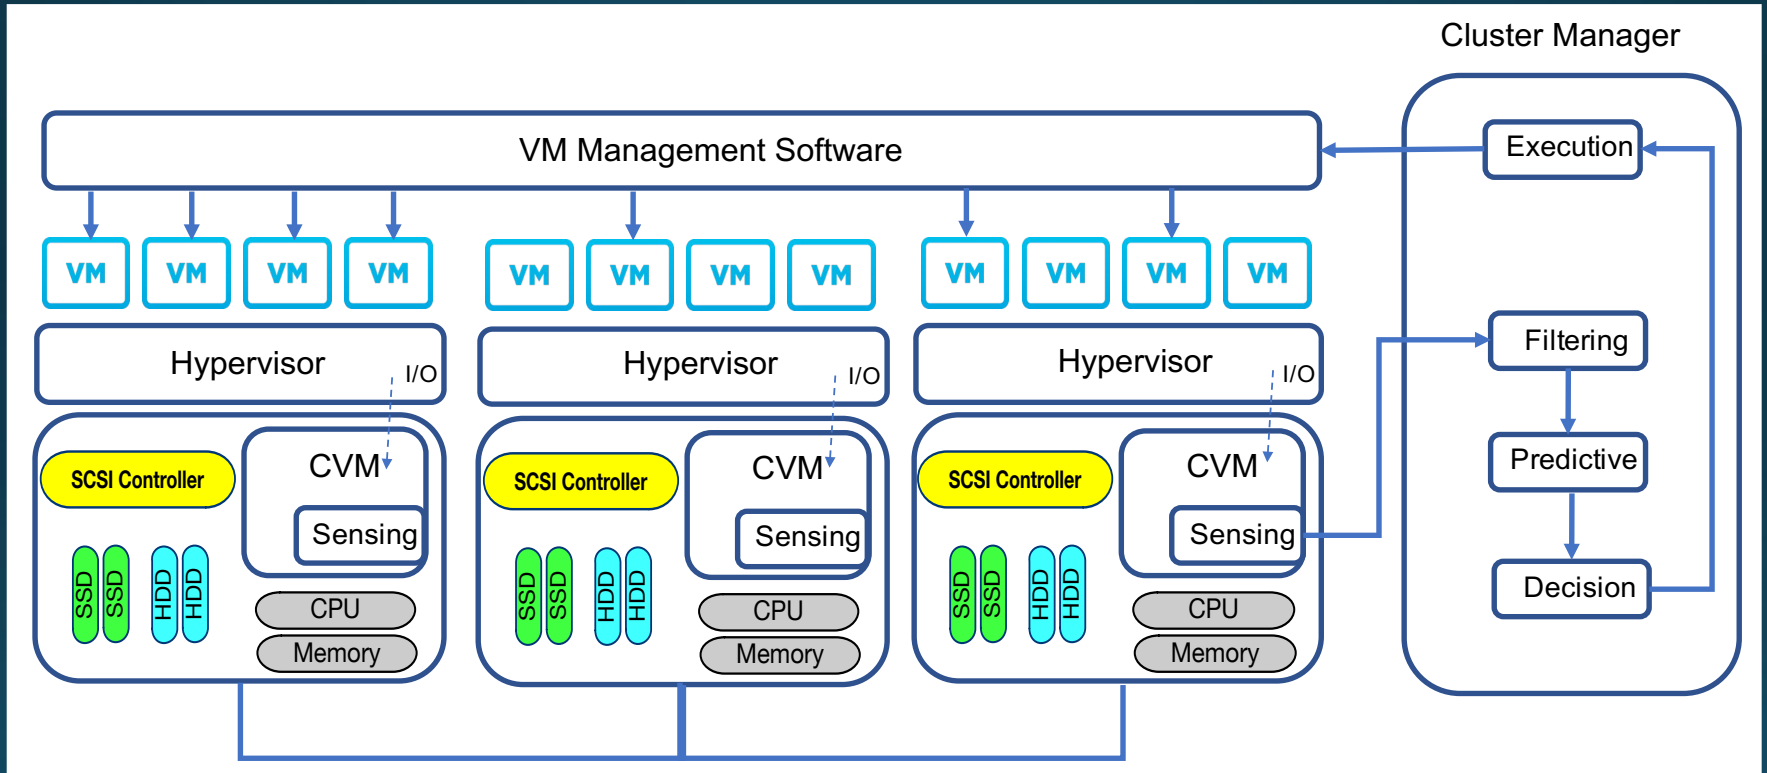 Cluster Manager
VM Management Software
Execution
VM
VM
VM
VM
VM
VM
VM
VM
VM
VM
VM
VM
Hypervisor
I/O
Hypervisor
I/O
Hypervisor
I/O
Filtering
Predictive
Decision
SCSI Controller
CVM
Sensing
SSD
SSD
HDD
HDD
CPU
Memory
SCSI Controller
CVM
Sensing
SSD
SSD
HDD
HDD
CPU
Memory
SCSI Controller
CVM
Sensing
SSD
SSD
HDD
HDD
CPU
Memory